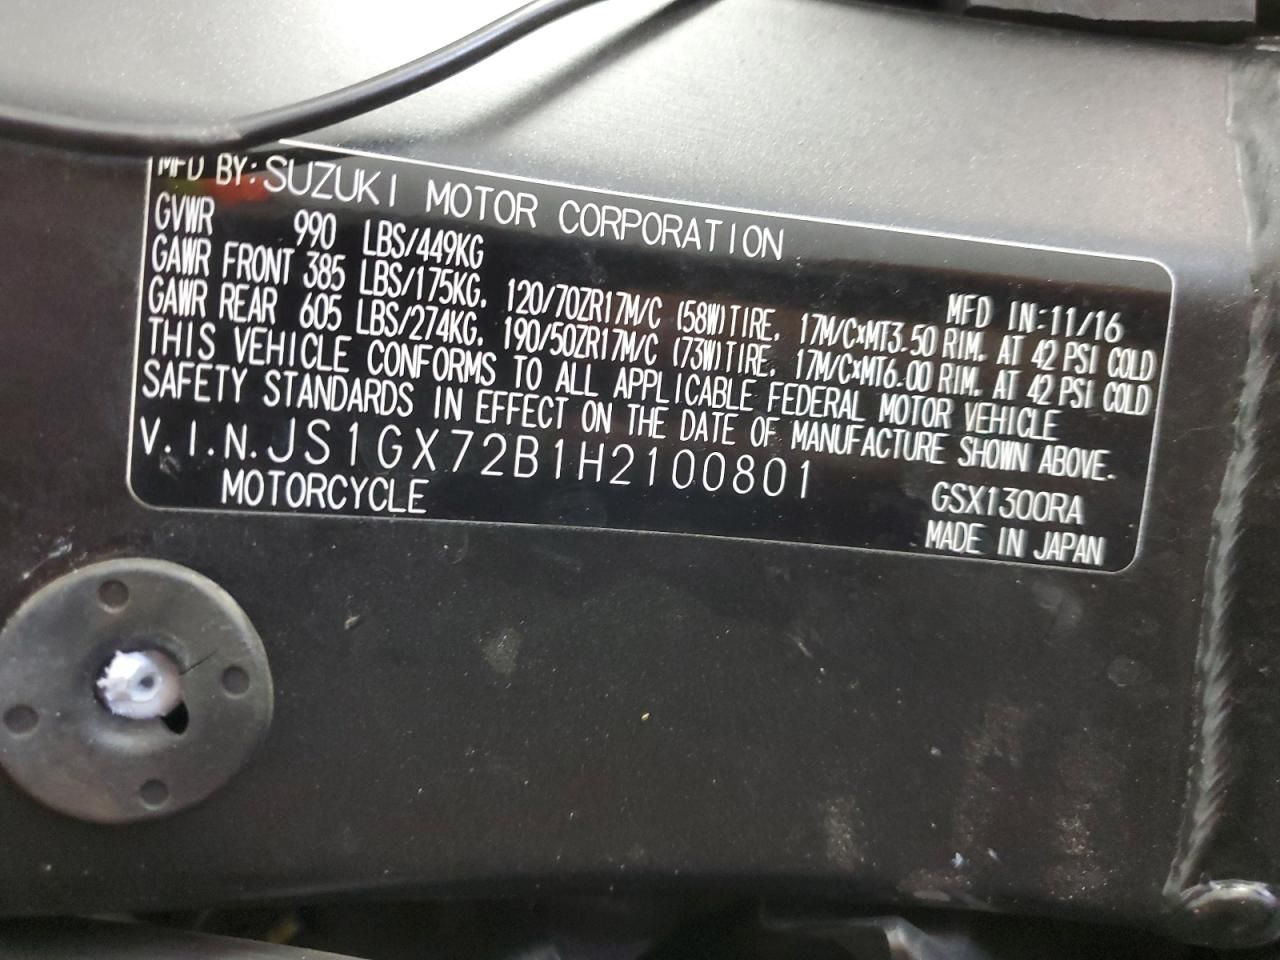 MFD BY: SUZUKI MOTOR CORPORATION
MFD IN: 11/16
GVWR 990 LBS/449KG
GAWR FRONT 385 LBS/175KG, 120/70ZR17M/C (58W)TIRE, 17M/CxMT3.50 RIM, AT 42 PSI COLD
GAWR REAR 605 LBS/274KG, 190/50ZR17M/C (73W)TIRE, 17M/CxMT6.00 RIM, AT 42 PSI COLD
THIS VEHICLE CONFORMS TO ALL APPLICABLE FEDERAL MOTOR VEHICLE
SAFETY STANDARDS IN EFFECT ON THE DATE OF MANUFACTURE SHOWN ABOVE.
V.I.N. JS1GX72B1H2100801 GSX1300RA
MOTORCYCLE MADE IN JAPAN